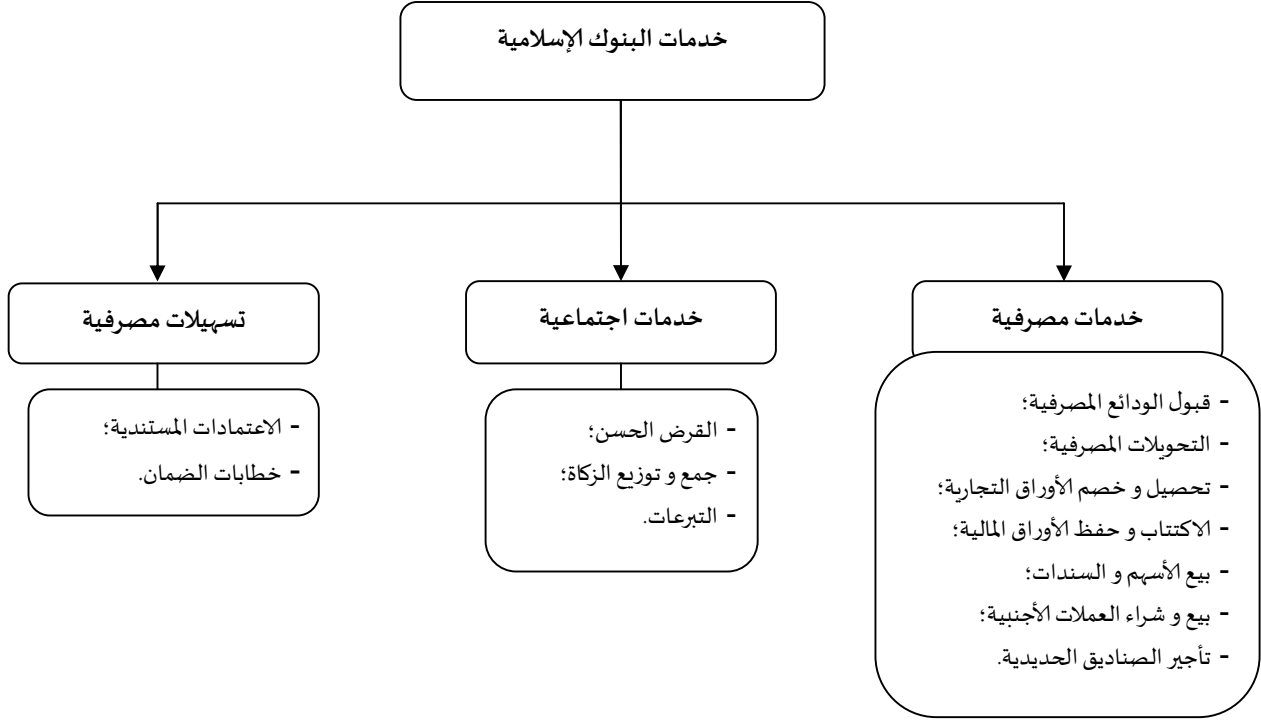 خدمات البنوك الإسلامية
خدمات مصرفية
- قبول الودائع المصرفية؛
- التحويلات المصرفية؛
- تحصيل و خصم الأوراق التجارية؛
- الاكتتاب و حفظ الأوراق المالية؛
- بيع الأسهم و السندات؛
- بيع و شراء العملات الأجنبية؛
- تأجير الصناديق الحديدية.
خدمات اجتماعية
- القرض الحسن؛
- جمع و توزيع الزكاة؛
- التبرعات.
تسهيلات مصرفية
- الاعتمادات المستندية؛
- خطابات الضمان.